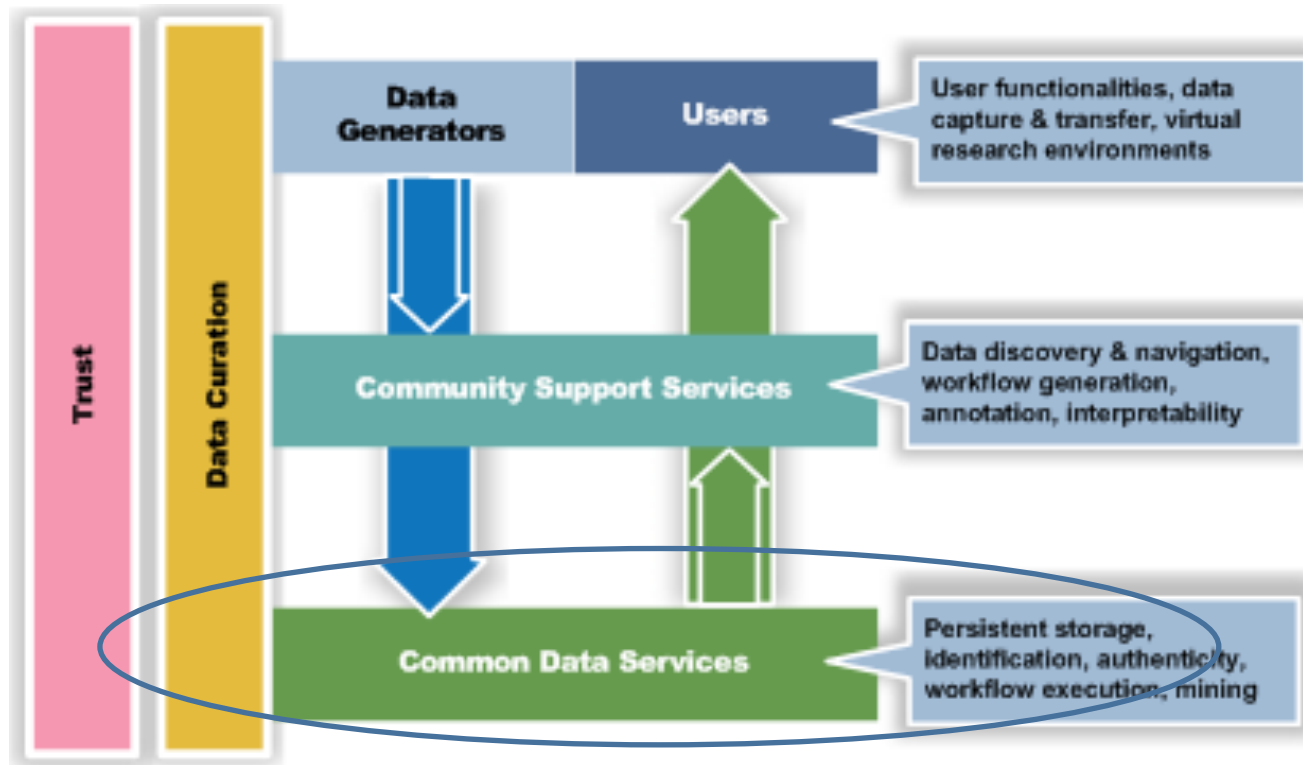 Trust
Data Curation
Data
Generators
Users
User functionalities, data
capture & transfer, virtual
research environments
Community Support Services
Data discovery & navigation,
workflow generation,
annotation, interpretability
Common Data Services
Persistent storage,
identification, authenticity,
workflow execution, mining